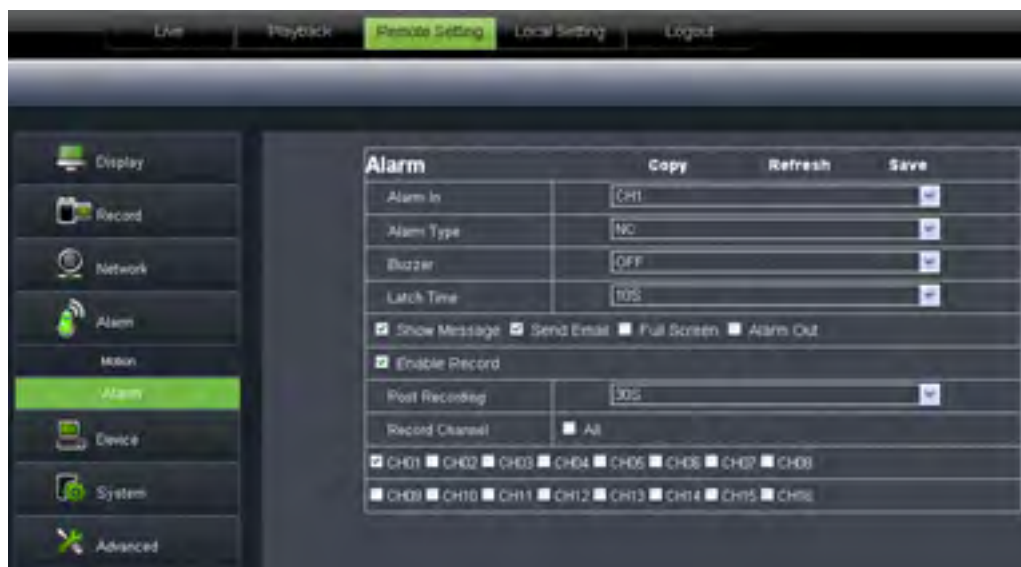 Live Playback Remote Setting Local Setting Logout
Display
Record
Network
Alarm
Motion
Alarm
Device
System
Advanced
Alarm Copy Refresh Save
Alarm In CH1
Alarm Type NC
Buzzer OFF
Latch Time 10S
Show Message Send Email Full Screen Alarm Out
Enable Record
Post Recording 30S
Record Channel All
CH01 CH02 CH03 CH04 CH05 CH06 CH07 CH08
CH09 CH10 CH11 CH12 CH13 CH14 CH15 CH16